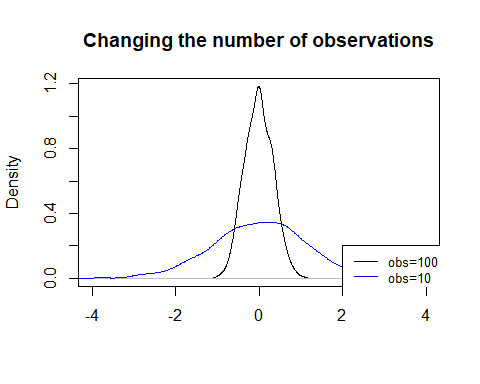 Changing the number of observations
Density
1.2
0.8
0.4
0.0
-4
-2
0
2
4
obs=100
obs=10